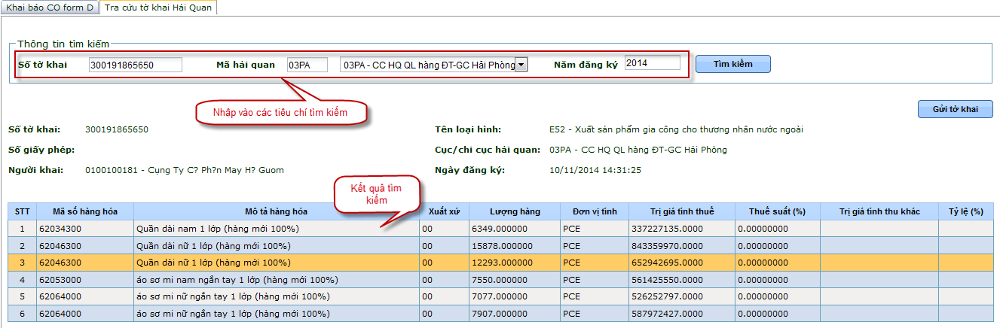 Khai báo CO form D Tra cứu tờ khai Hải Quan
Thông tin tìm kiếm
Số tờ khai 300191865650 Mã hải quan 03PA 03PA - CC HQ QL hàng ĐT-GC Hải Phòng Năm đăng ký 2014 Tìm kiếm
Nhập vào các tiêu chí tìm kiếm
Gửi tờ khai
Số tờ khai: 300191865650 Tên loại hình: E52 - Xuất sản phẩm gia công cho thương nhân nước ngoài
Số giấy phép: Cục/chi cục hải quan: 03PA - CC HQ QL hàng ĐT-GC Hải Phòng
Người khai: 0100100181 - Cụng Ty C? Ph?n May H? Guom Ngày đăng ký: 10/11/2014 14:31:25
Kết quả tìm
kiếm
STT Mã số hàng hóa Mô tả hàng hóa Xuất xứ Lượng hàng Đơn vị tính Trị giá tính thuế Thuế suất (%) Trị giá tính thu khác Tỷ lệ (%)
1 62034300 Quần dài nam 1 lớp (hàng mới 100%) 00 6349.000000 PCE 337227135.0000 0.00000000
2 62046300 Quần dài nữ 1 lớp (hàng mới 100%) 00 15878.000000 PCE 843359970.0000 0.00000000
3 62046300 Quần dài nữ 1 lớp (hàng mới 100%) 00 12293.000000 PCE 652942695.0000 0.00000000
4 62053000 áo sơ mi nam ngắn tay 1 lớp (hàng mới 100%) 00 7550.000000 PCE 561425550.0000 0.00000000
5 62064000 áo sơ mi nữ ngắn tay 1 lớp (hàng mới 100%) 00 7077.000000 PCE 526252797.0000 0.00000000
6 62064000 áo sơ mi nữ ngắn tay 1 lớp (hàng mới 100%) 00 7907.000000 PCE 587972427.0000 0.00000000